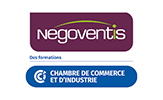 Negoventis
Des formations
CHAMBRE DE COMMERCE
ET D'INDUSTRIE